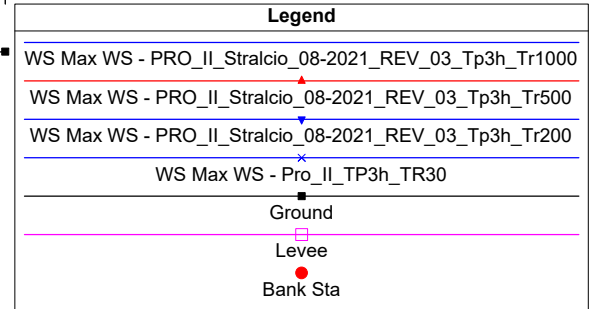 Legend
WS Max WS - PRO_II_Stralcio_08-2021_REV_03_Tp3h_Tr1000
WS Max WS - PRO_II_Stralcio_08-2021_REV_03_Tp3h_Tr500
WS Max WS - PRO_II_Stralcio_08-2021_REV_03_Tp3h_Tr200
WS Max WS - Pro_II_TP3h_TR30
Ground
Levee
Bank Sta